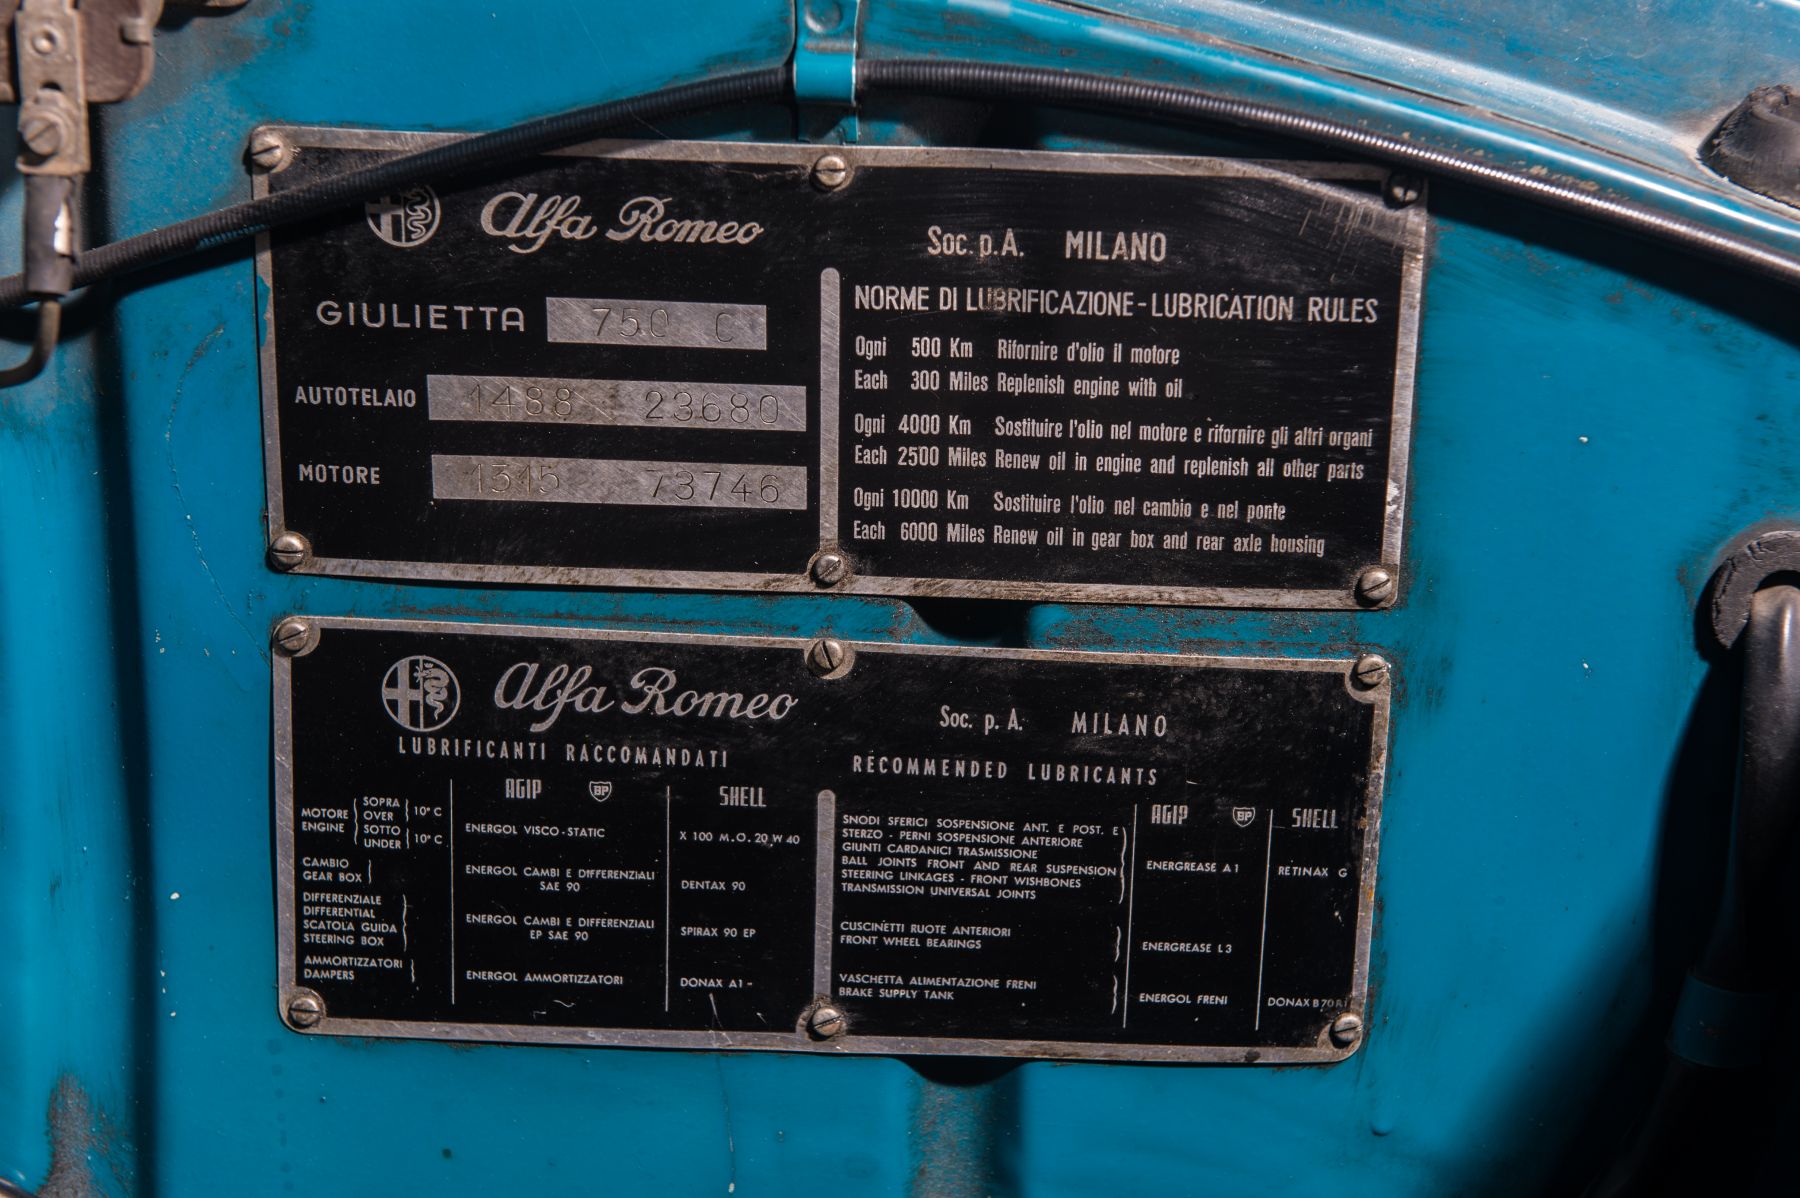 Alfa Romeo
GIULIETTA 750 C
AUTOTELAIO 1488 23680
MOTORE 1315 73746
Soc. p. A. MILANO
NORME DI LUBRIFICAZIONE - LUBRICATION RULES
Ogni 500 Km Rifornire d'olio il motore
Each 300 Miles Replenish engine with oil
Ogni 4000 Km Sostituire l'olio nel motore e rifornire gli altri organi
Each 2500 Miles Renew oil in engine and replenish all other parts
Ogni 10000 Km Sostituire l'olio nel cambio e nel ponte
Each 6000 Miles Renew oil in gear box and rear axle housing
Alfa Romeo
LUBRIFICANTI RACCOMANDATI
AGIP BP SHELL
MOTORE SOPRA 10° C
ENGINE OVER
SOTTO 10° C
UNDER
ENERGOL VISCO-STATIC
X 100 M.O. 20 W 40
CAMBIO
GEAR BOX
ENERGOL CAMBI E DIFFERENZIALI
SAE 90
DENTAX 90
DIFFERENZIALE
DIFFERENTIAL
SCATOLA GUIDA
STEERING BOX
ENERGOL CAMBI E DIFFERENZIALI
EP SAE 90
SPIRAX 90 EP
AMMORTIZZATORI
DAMPERS
ENERGOL AMMORTIZZATORI
DONAX A1
Soc. p. A. MILANO
RECOMMENDED LUBRICANTS
AGIP BP SHELL
SNODI SFERICI SOSPENSIONE ANT. E POST. E
STERZO - PERNI SOSPENSIONE ANTERIORE
GIUNTI CARDANICI TRASMISSIONE
BALL JOINTS FRONT AND REAR SUSPENSION
STEERING LINKAGES - FRONT WISHBONES
TRANSMISSION UNIVERSAL JOINTS
ENERGREASE A1
RETINAX G
CUSCINETTI RUOTE ANTERIORI
FRONT WHEEL BEARINGS
ENERGREASE L3
VASCHETTA ALIMENTAZIONE FRENI
BRAKE SUPPLY TANK
ENERGOL FRENI
DONAX B